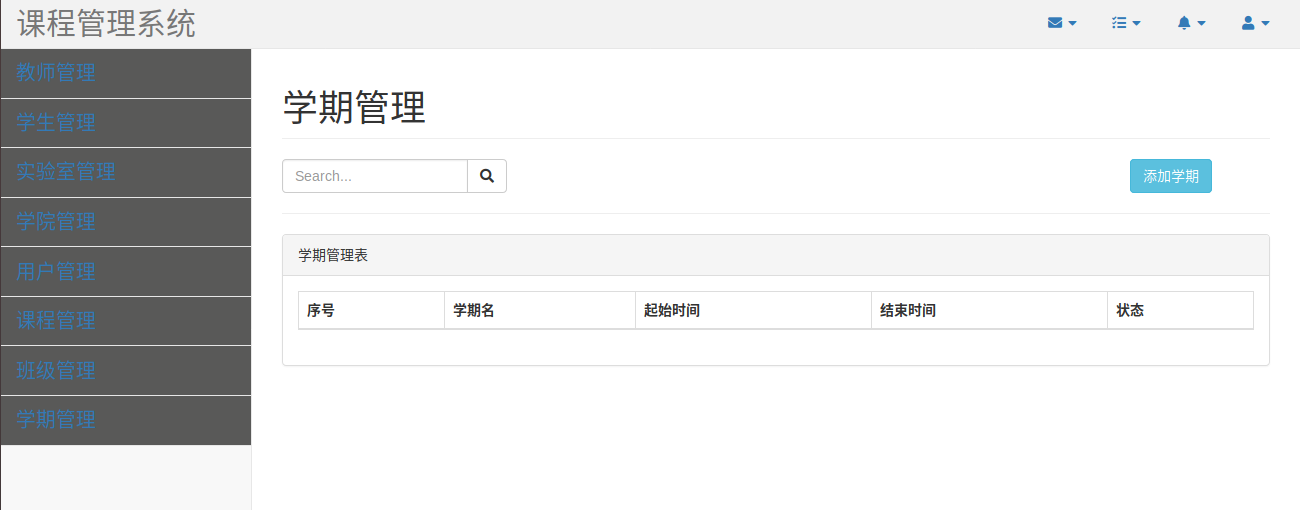 课程管理系统
教师管理
学生管理
实验室管理
学院管理
用户管理
课程管理
班级管理
学期管理
学期管理
Search...
添加学期
学期管理表
序号 学期名 起始时间 结束时间 状态